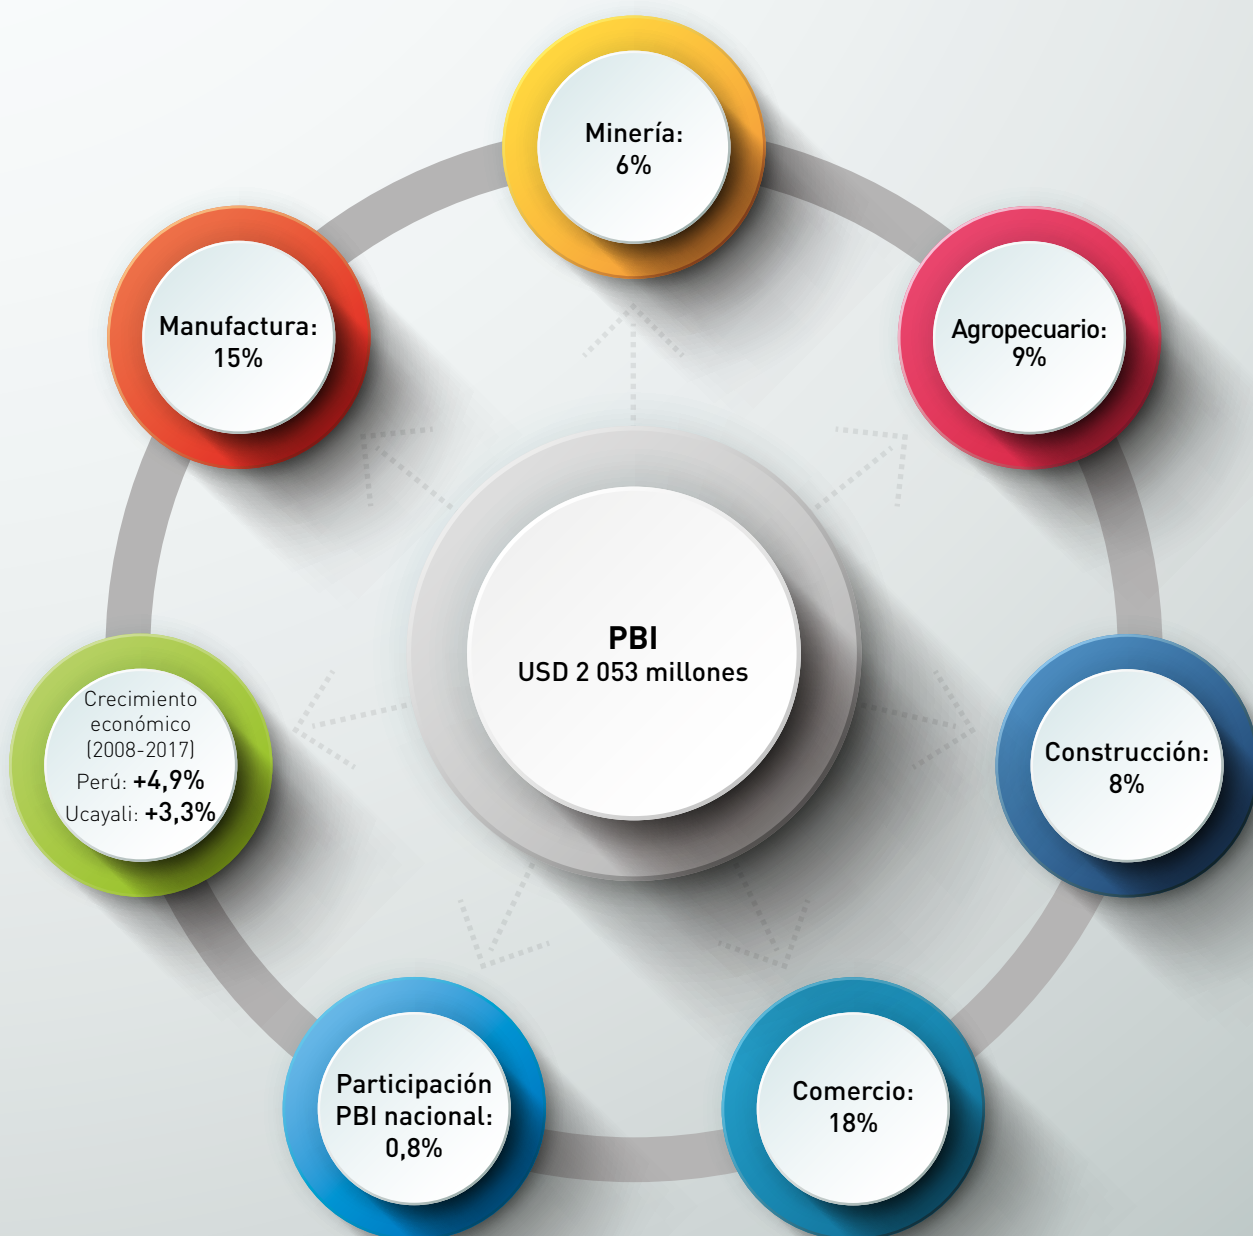 Minería:
6%
Manufactura:
15%
Agropecuario:
9%
PBI
USD 2 053 millones
Crecimiento
económico
(2008-2017)
Perú: +4,9%
Ucayali: +3,3%
Construcción:
8%
Participación
PBI nacional:
0,8%
Comercio:
18%